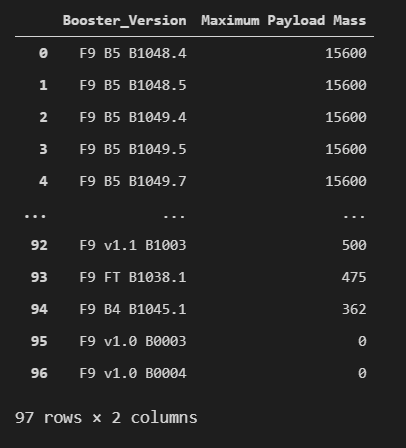 Booster_Version Maximum Payload Mass
0 F9 B5 B1048.4 15600
1 F9 B5 B1048.5 15600
2 F9 B5 B1049.4 15600
3 F9 B5 B1049.5 15600
4 F9 B5 B1049.7 15600
... ... ...
92 F9 v1.1 B1003 500
93 F9 FT B1038.1 475
94 F9 B4 B1045.1 362
95 F9 v1.0 B0003 0
96 F9 v1.0 B0004 0
97 rows × 2 columns